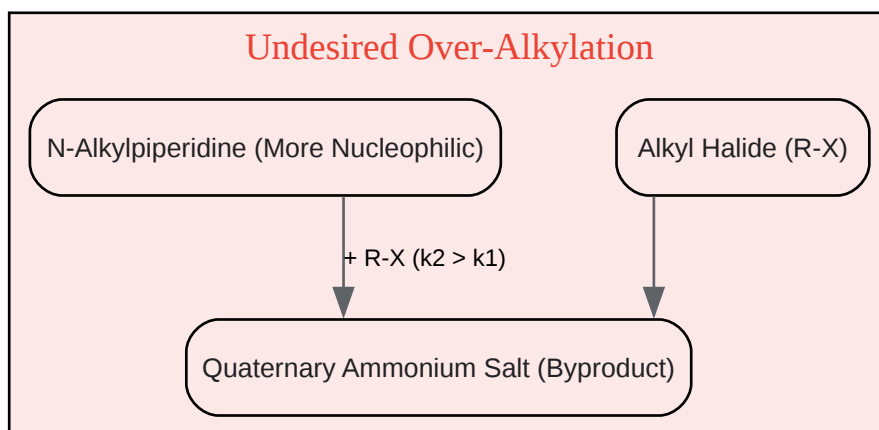 Undesired Over-Alkylation
N-Alkylpiperidine (More Nucleophilic)
Alkyl Halide (R-X)
+ R-X (k2 > k1)
Quaternary Ammonium Salt (Byproduct)